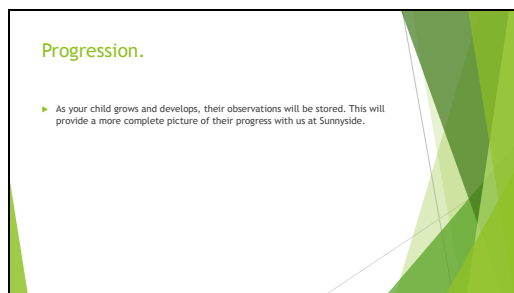 Progression.
As your child grows and develops, their observations will be stored. This will
provide a more complete picture of their progress with us at Sunnyside.